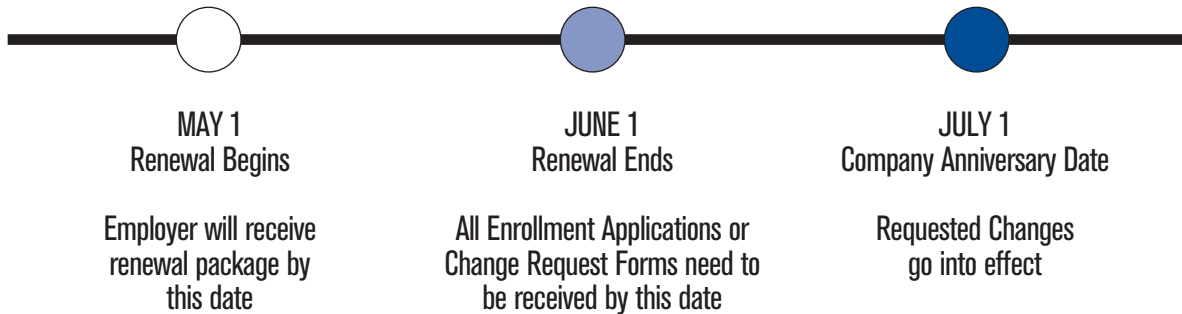 MAY 1
Renewal Begins
Employer will receive
renewal package by
this date
JUNE 1
Renewal Ends
All Enrollment Applications or
Change Request Forms need to
be received by this date
JULY 1
Company Anniversary Date
Requested Changes
go into effect